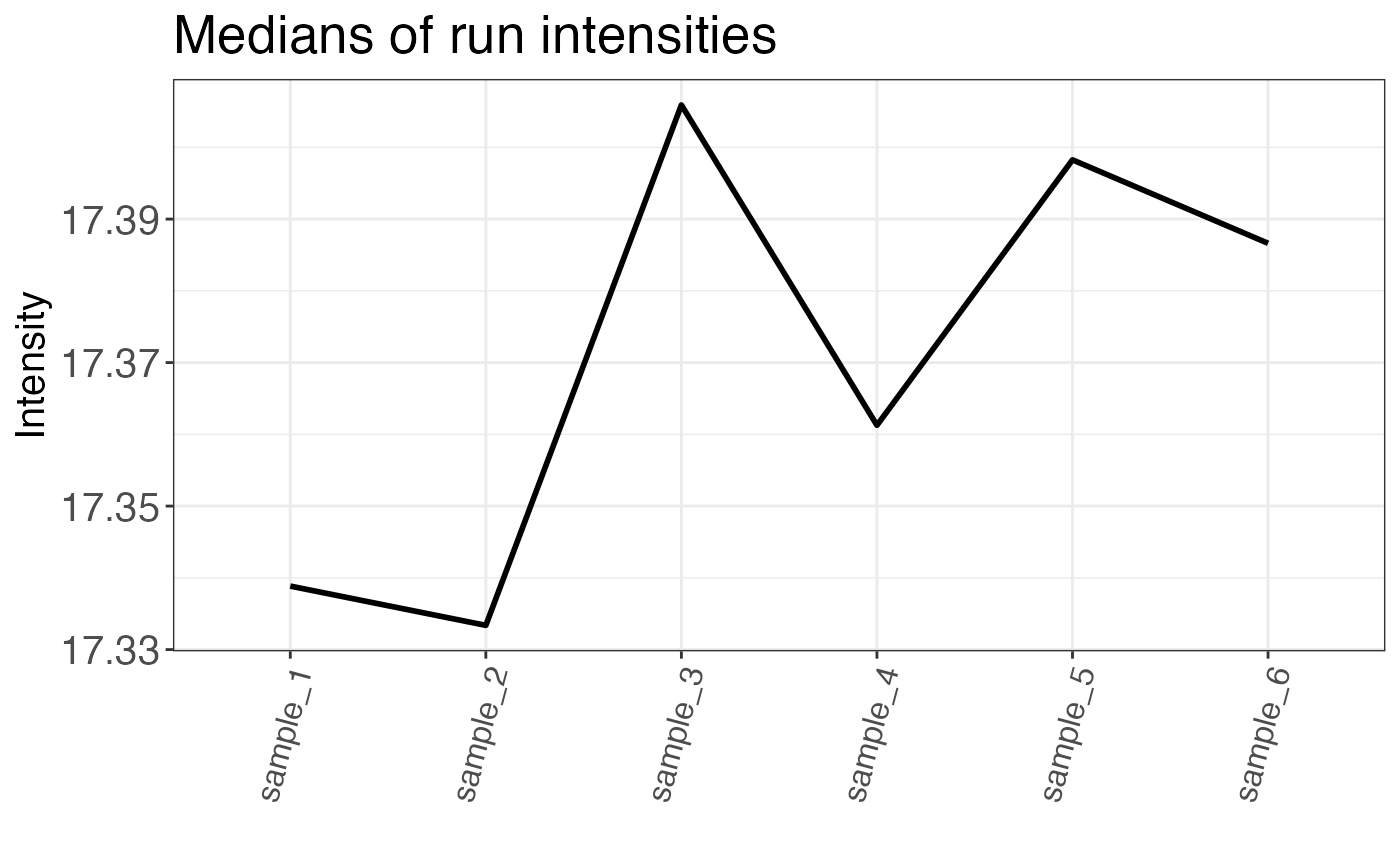 Medians of run intensities
Intensity
17.39
17.37
17.35
17.33
sample_1
sample_2
sample_3
sample_4
sample_5
sample_6